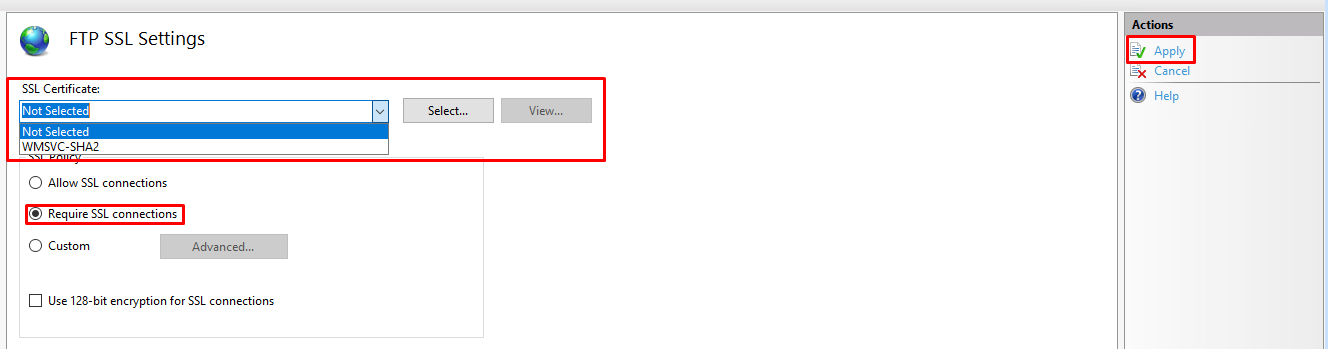 FTP SSL Settings
SSL Certificate:
Not Selected
Select...
View...
Not Selected
WMSVC-SHA2
SSL Policy
Allow SSL connections
Require SSL connections
Custom
Advanced...
Use 128-bit encryption for SSL connections
Actions
Apply
Cancel
Help